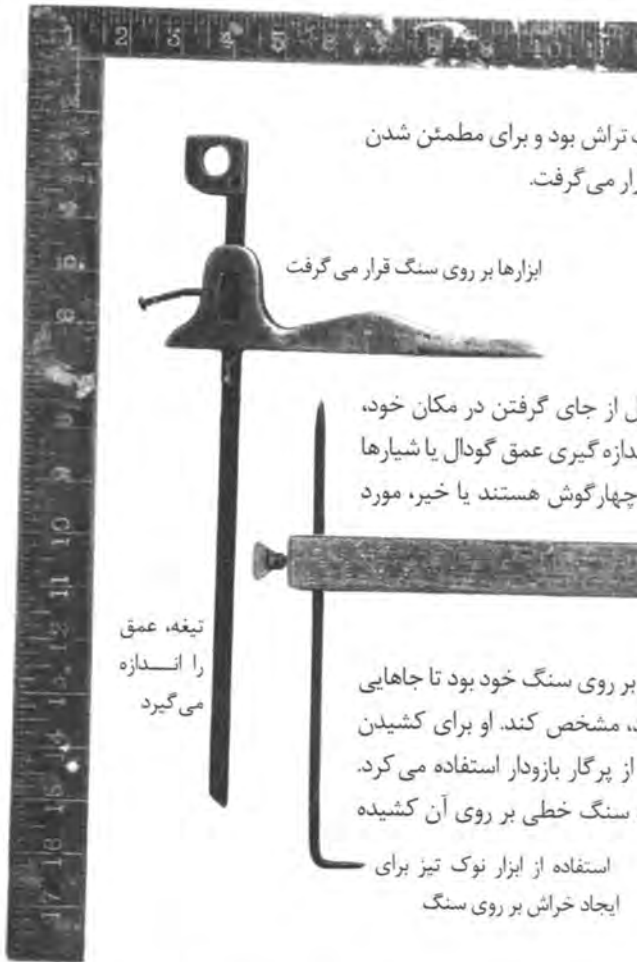 تراش بود و برای مطمئن شدن
می‌گرفت.
ابزارها بر روی سنگ قرار می گرفت
از جای گرفتن در مکان خود،
گیری عمق گودال یا شیارها
چهارگوش هستند یا خیر، مورد
تیغه، عمق
را انــدازه
می‌گیرد
بر روی سنگ خود بود تا جاهایی
مشخص کند. او برای کشیدن
از پرگار بازودار استفاده می کرد.
سنگ خطی بر روی آن کشیده
استفاده از ابزار نوک تیز برای
ایجاد خراش بر روی سنگ